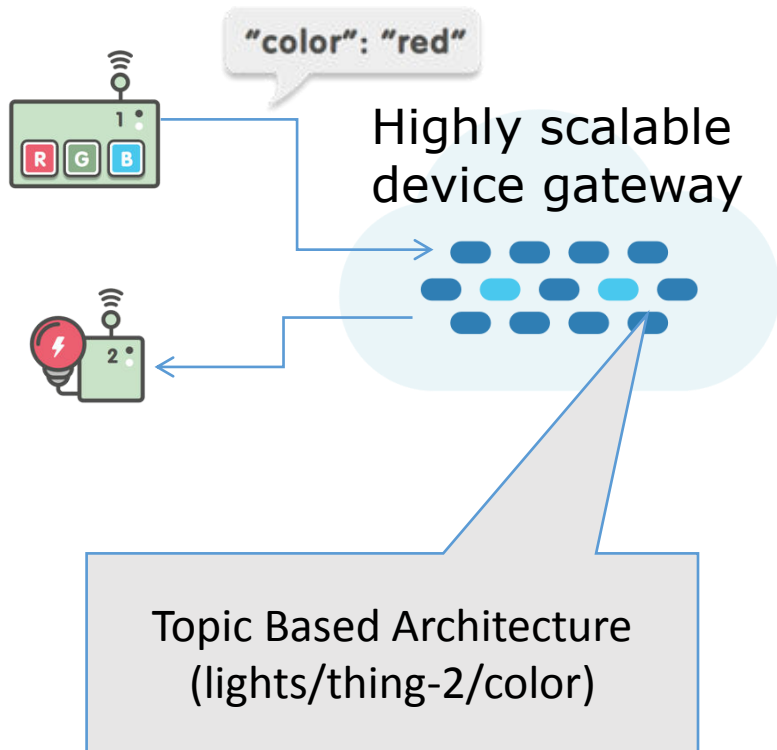 "color": "red"
1
R G B
Highly scalable
device gateway
2
Topic Based Architecture
(lights/thing-2/color)